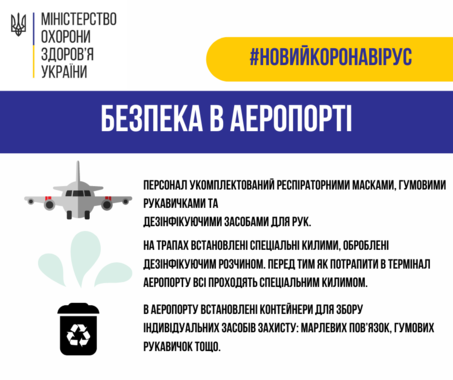 МІНІСТЕРСТВО
ОХОРОНИ
ЗДОРОВ'Я
УКРАЇНИ
#НОВИЙКОРОНАВІРУС
БЕЗПЕКА В АЕРОПОРТІ
ПЕРСОНАЛ УКОМПЛЕКТОВАНИЙ РЕСПІРАТОРНИМИ МАСКАМИ, ГУМОВИМИ
РУКАВИЧКАМИ ТА
ДЕЗІНФІКУЮЧИМИ ЗАСОБАМИ ДЛЯ РУК.
НА ТРАПАХ ВСТАНОВЛЕНІ СПЕЦІАЛЬНІ КИЛИМИ, ОБРОБЛЕНІ
ДЕЗІНФІКУЮЧИМ РОЗЧИНОМ. ПЕРЕД ТИМ ЯК ПОТРАПИТИ В ТЕРМІНАЛ
АЕРОПОРТУ ВСІ ПРОХОДЯТЬ СПЕЦІАЛЬНИМ КИЛИМОМ.
В АЕРОПОРТУ ВСТАНОВЛЕНІ КОНТЕЙНЕРИ ДЛЯ ЗБОРУ
ІНДИВІДУАЛЬНИХ ЗАСОБІВ ЗАХИСТУ: МАРЛЕВИХ ПОВ'ЯЗОК, ГУМОВИХ
РУКАВИЧОК ТОЩО.